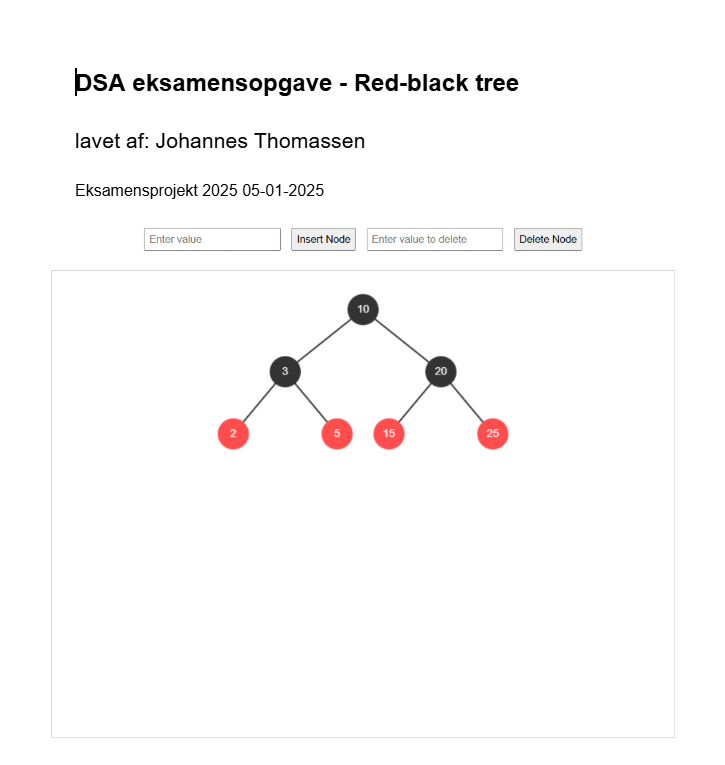 DSA eksamensopgave - Red-black tree
lavet af: Johannes Thomassen
Eksamensprojekt 2025 05-01-2025
Enter value Insert Node Enter value to delete Delete Node
10
3 20
2 5 15 25